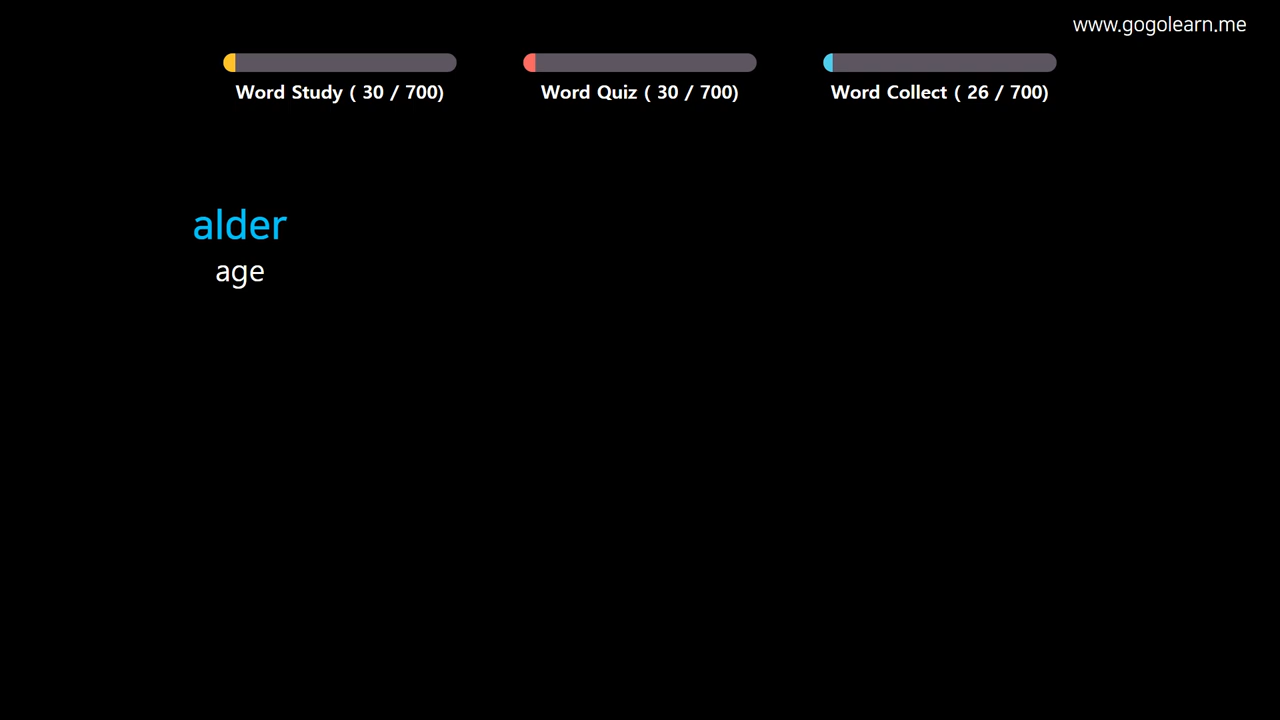 www.gogolearn.me
Word Study ( 30 / 700)
Word Quiz ( 30 / 700)
Word Collect ( 26 / 700)
alder
age